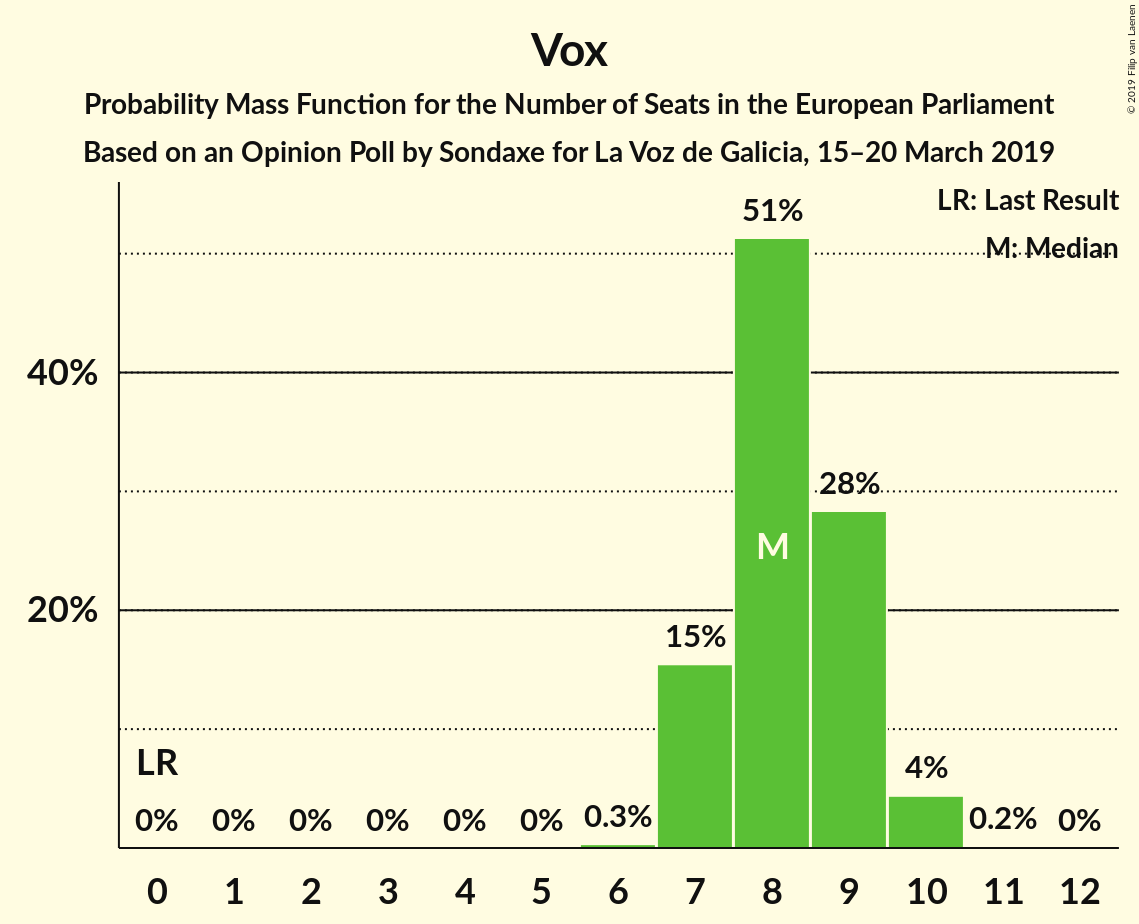 Vox
Probability Mass Function for the Number of Seats in the European Parliament
Based on an Opinion Poll by Sondaxe for La Voz de Galicia, 15–20 March 2019
© 2019 Filip van Laenen
LR: Last Result
M: Median
51%
40%
28%
M
20%
15%
LR
4%
0% 0% 0% 0% 0% 0% 0.3% 0.2% 0%
0 1 2 3 4 5 6 7 8 9 10 11 12